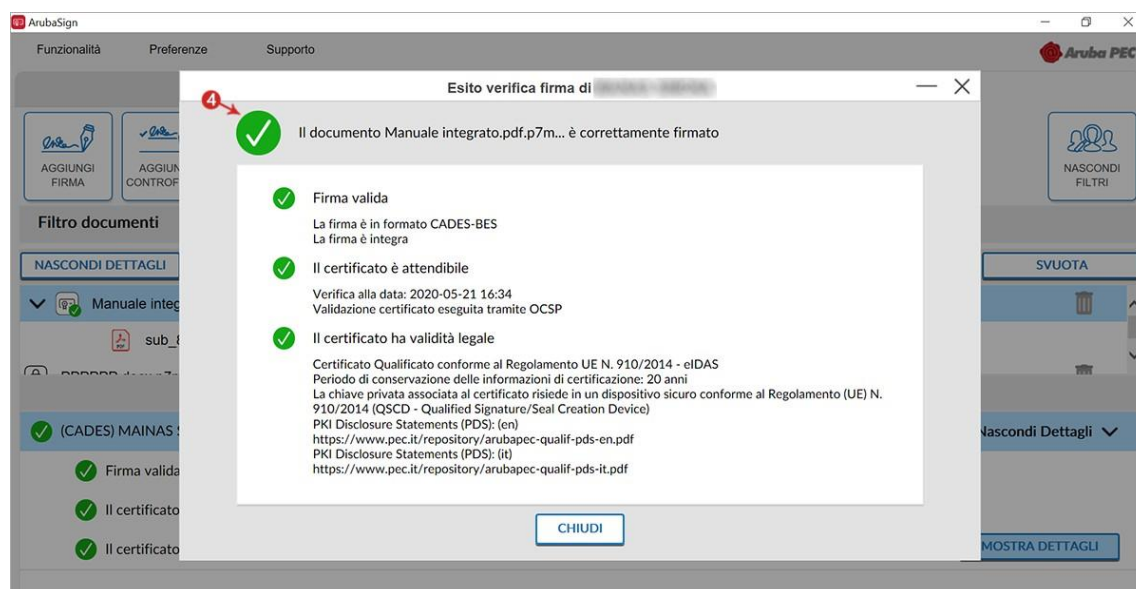 ArubaSign
Funzionalità Preferenze Supporto
Aruba PEC
Esito verifica firma di
4
Il documento Manuale integrato.pdf.p7m... è correttamente firmato
AGGIUNGI
FIRMA
AGGIUN
CONTROF
NASCONDI
FILTRI
Filtro documenti
NASCONDI DETTAGLI
SVUOTA
Manuale integ
sub_
(CADES) MAINAS
Nascondi Dettagli
Firma valida
Il certificato
Il certificato
MOSTRA DETTAGLI
Firma valida
La firma è in formato CADES-BES
La firma è integra
Il certificato è attendibile
Verifica alla data: 2020-05-21 16:34
Validazione certificato eseguita tramite OCSP
Il certificato ha validità legale
Certificato Qualificato conforme al Regolamento UE N. 910/2014 - eIDAS
Periodo di conservazione delle informazioni di certificazione: 20 anni
La chiave privata associata al certificato risiede in un dispositivo sicuro conforme al Regolamento (UE) N.
910/2014 (QSCD - Qualified Signature/Seal Creation Device)
PKI Disclosure Statements (PDS): (en)
https://www.pec.it/repository/arubapec-qualif-pds-en.pdf
PKI Disclosure Statements (PDS): (it)
https://www.pec.it/repository/arubapec-qualif-pds-it.pdf
CHIUDI